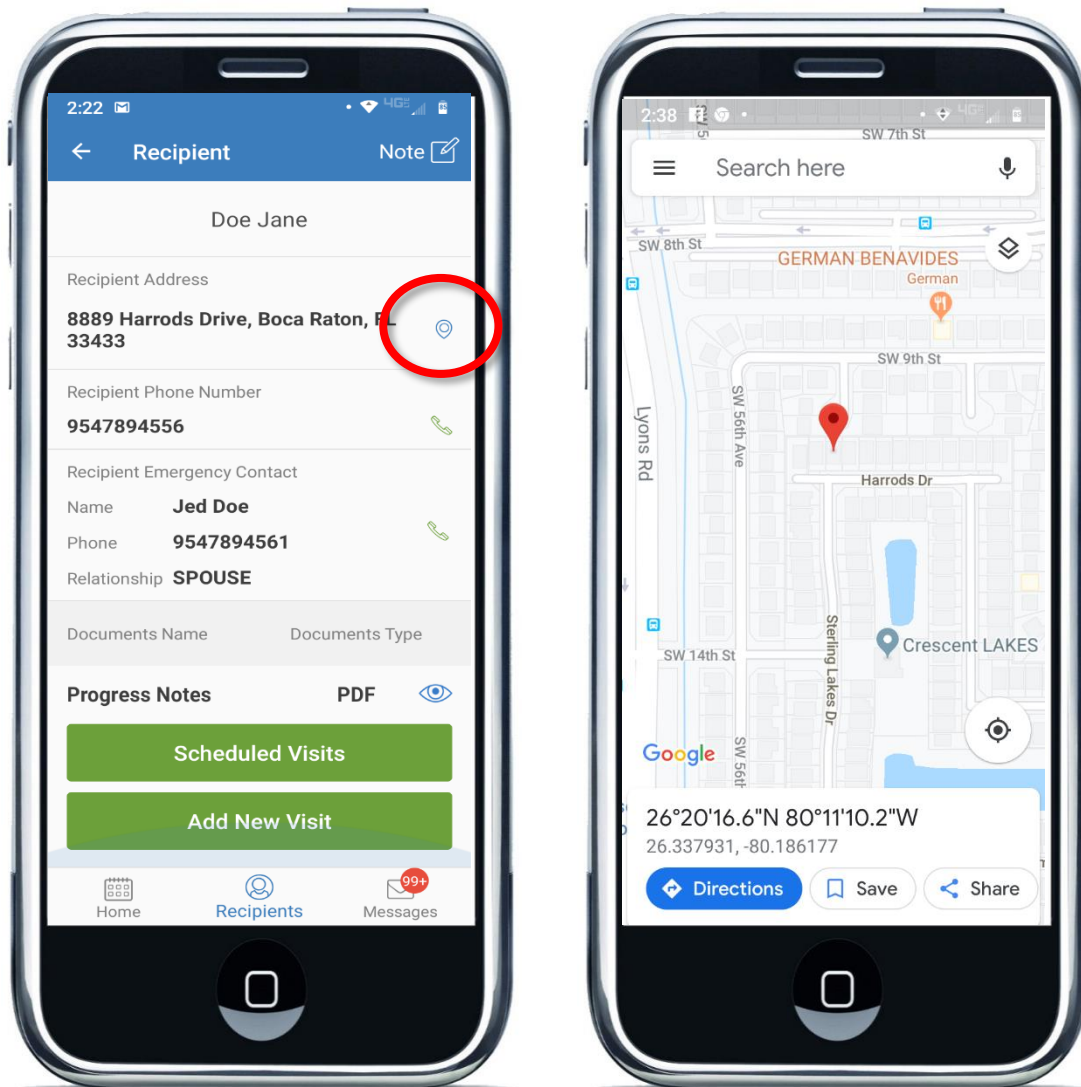 2:22
4GE
Recipient
Note
Doe Jane
Recipient Address
8889 Harrods Drive, Boca Raton, FL
33433
Recipient Phone Number
9547894556
Recipient Emergency Contact
Name Jed Doe
Phone 9547894561
Relationship SPOUSE
Documents Name Documents Type
Progress Notes PDF
Scheduled Visits
Add New Visit
Home
Recipients
99+
Messages
2:38
4GE
SW 7th St
Search here
SW 8th St
GERMAN BENAVIDES
German
SW 9th St
SW 56th Ave
Lyons Rd
Harrods Dr
Sterling Lakes Dr
Crescent LAKES
SW 14th St
SW 56th
Google
26°20'16.6"N 80°11'10.2"W
26.337931, -80.186177
Directions
Save
Share